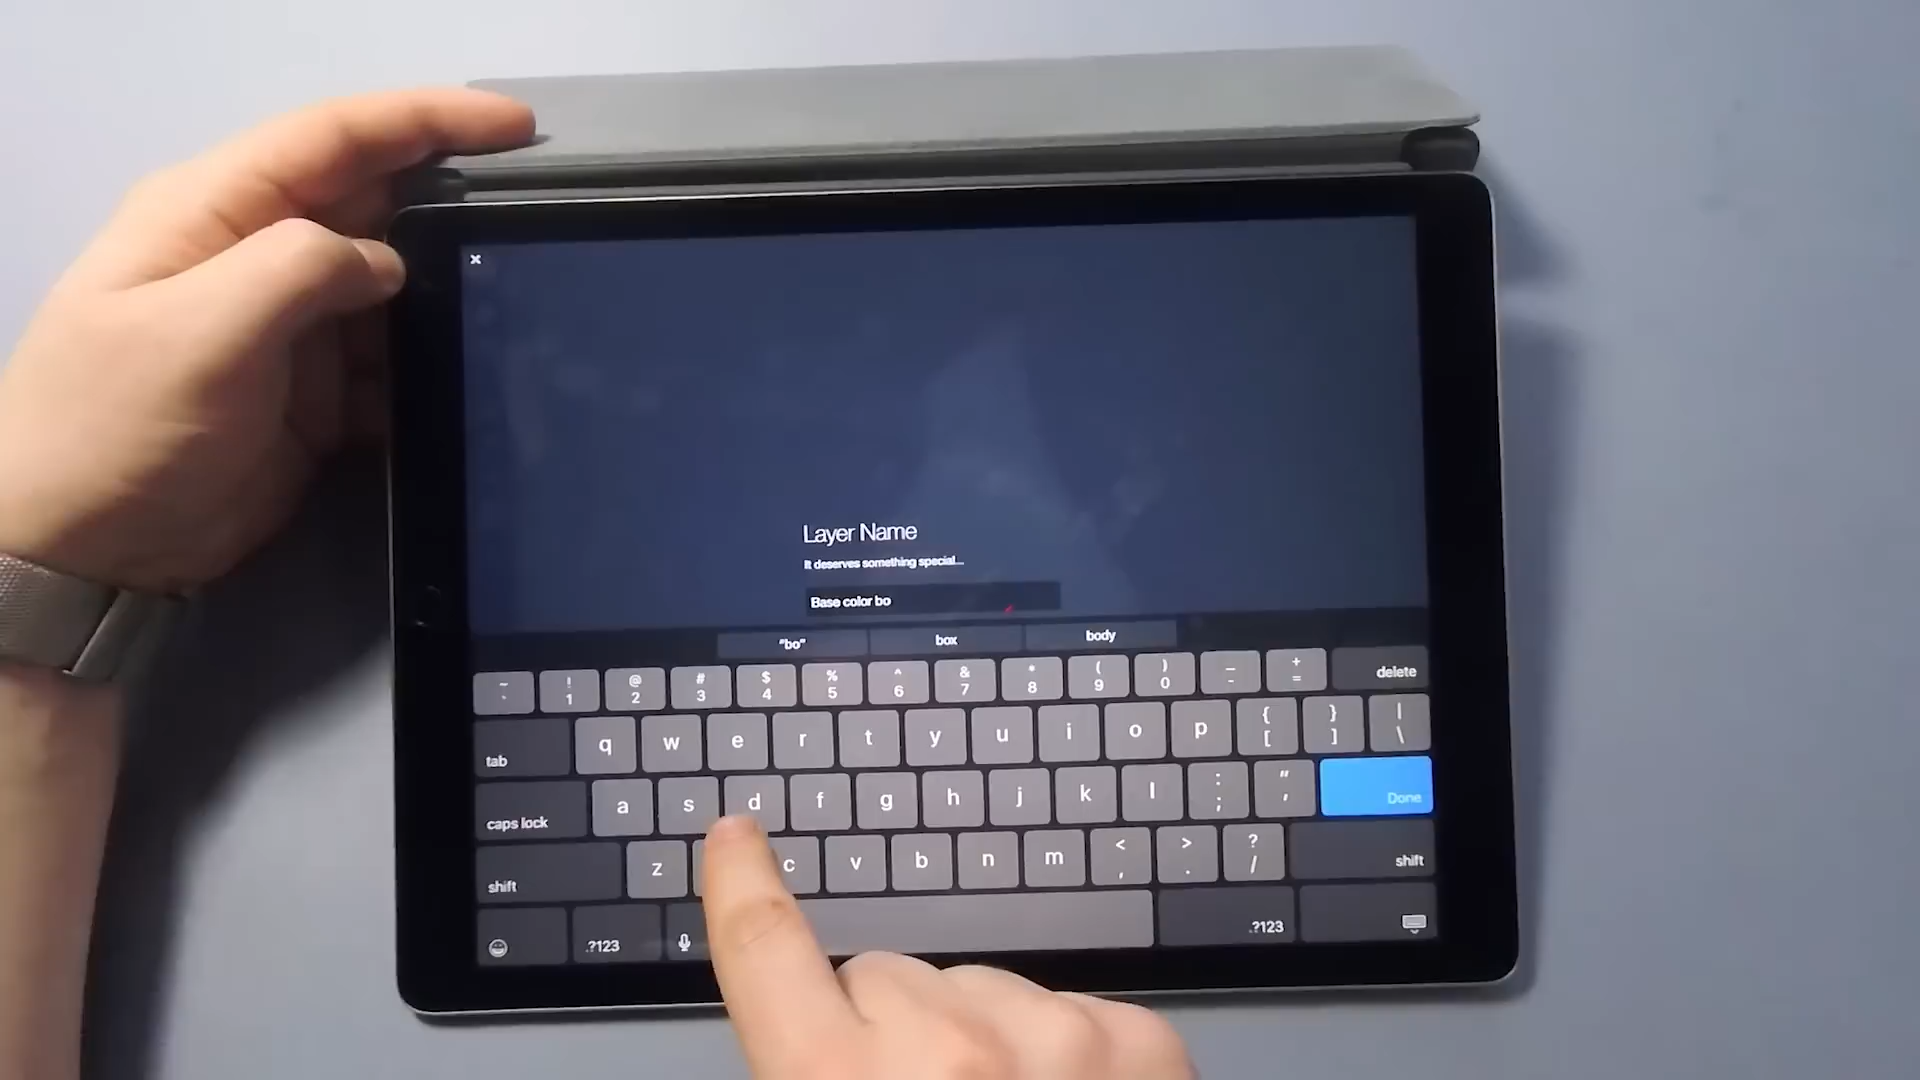 ×
Layer Name
It deserves something special...
Base color bo
"bo" box body
~ ` ! 1 @ 2 # 3 $ 4 % 5 ^ 6 & 7 * 8 ( 9 ) 0 _ - + = delete
tab q w e r t y u i o p { [ } ] | \
caps lock a s d f g h j k l : ; " ' Done
shift z c v b n m < , > . ? / shift
.?123 .?123